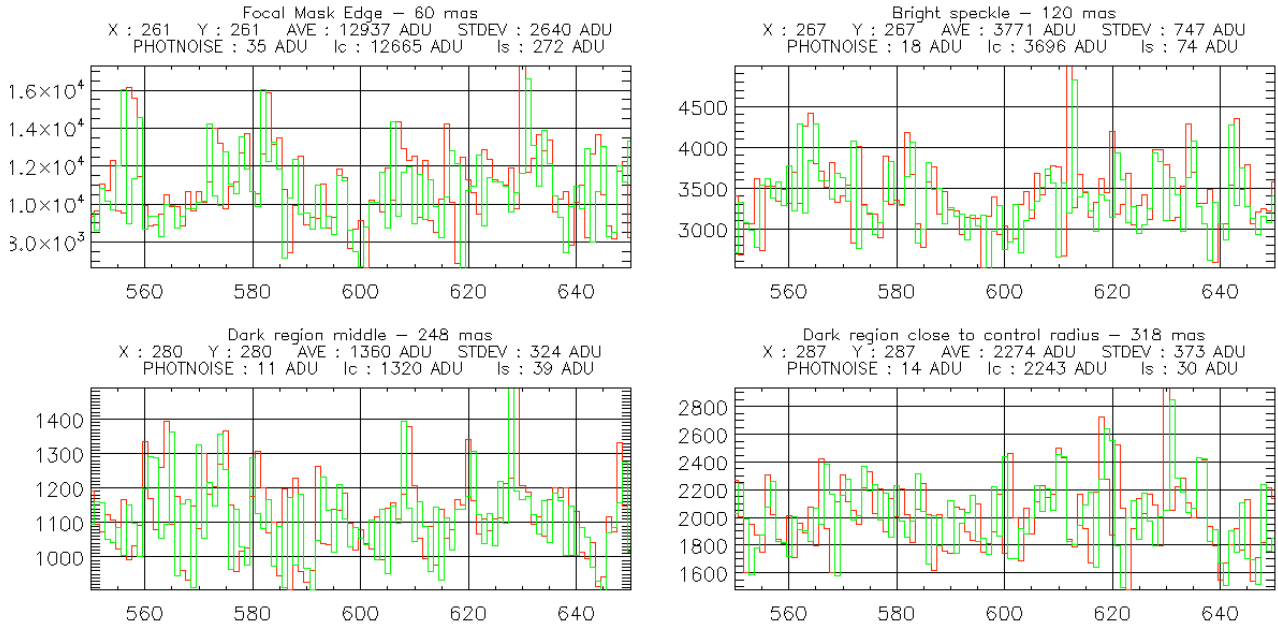 Focal Mask Edge – 60 mas
X : 261 Y : 261 AVE : 12937 ADU STDEV : 2640 ADU
PHOTNOISE : 35 ADU Ic : 12665 ADU Is : 272 ADU
1.6×10⁴
1.4×10⁴
1.2×10⁴
1.0×10⁴
8.0×10³
560 580 600 620 640
Bright speckle – 120 mas
X : 267 Y : 267 AVE : 3771 ADU STDEV : 747 ADU
PHOTNOISE : 18 ADU Ic : 3696 ADU Is : 74 ADU
4500
4000
3500
3000
560 580 600 620 640
Dark region middle – 248 mas
X : 280 Y : 280 AVE : 1360 ADU STDEV : 324 ADU
PHOTNOISE : 11 ADU Ic : 1320 ADU Is : 39 ADU
1400
1300
1200
1100
1000
560 580 600 620 640
Dark region close to control radius – 318 mas
X : 287 Y : 287 AVE : 2274 ADU STDEV : 373 ADU
PHOTNOISE : 14 ADU Ic : 2243 ADU Is : 30 ADU
2800
2600
2400
2200
2000
1800
1600
560 580 600 620 640